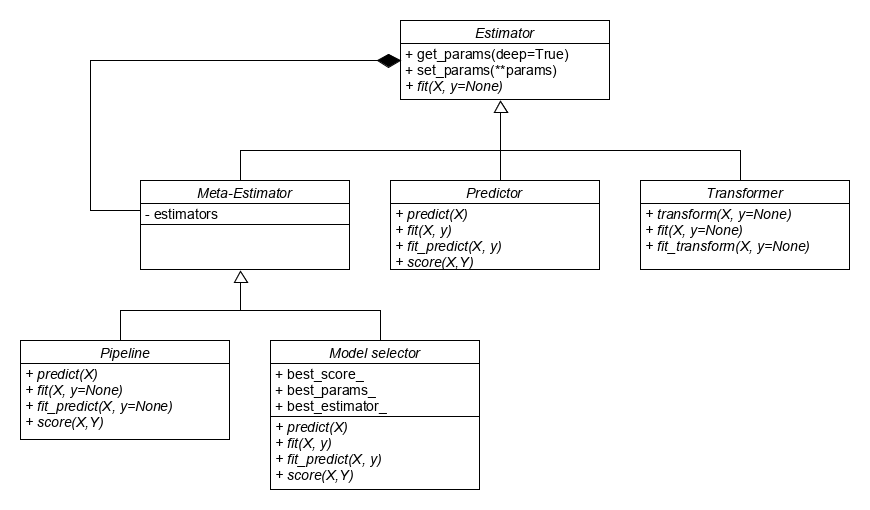 Estimator
+ get_params(deep=True)
+ set_params(**params)
+ fit(X, y=None)
Meta-Estimator
- estimators
Predictor
+ predict(X)
+ fit(X, y)
+ fit_predict(X, y)
+ score(X,Y)
Transformer
+ transform(X, y=None)
+ fit(X, y=None)
+ fit_transform(X, y=None)
Pipeline
+ predict(X)
+ fit(X, y=None)
+ fit_predict(X, y=None)
+ score(X,Y)
Model selector
+ best_score_
+ best_params_
+ best_estimator_
+ predict(X)
+ fit(X, y)
+ fit_predict(X, y)
+ score(X,Y)